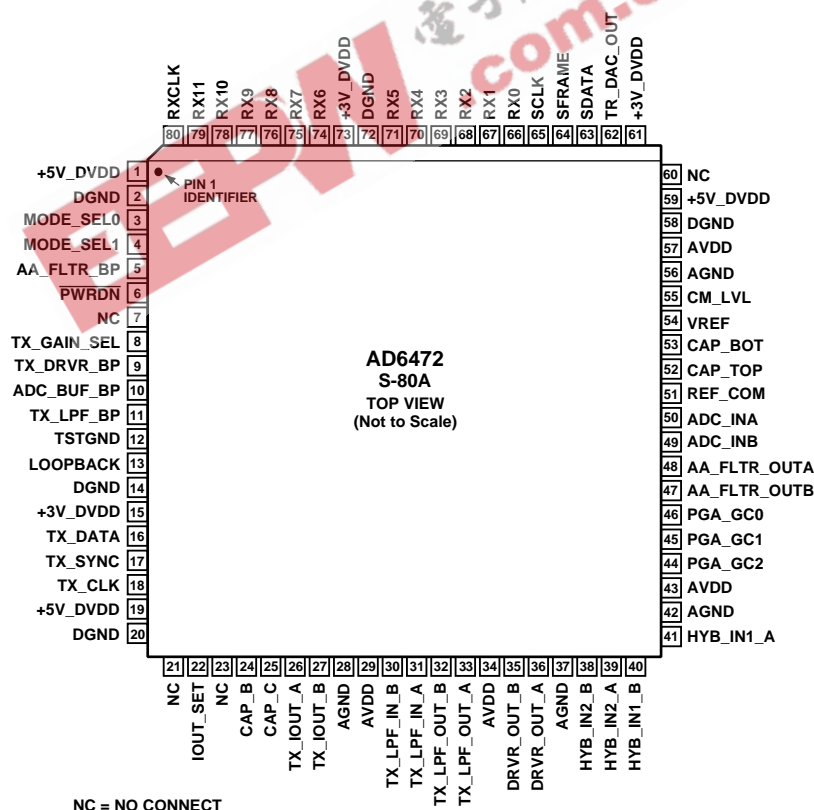 RXCLK
RX11
RX10
RX9
RX8
RX7
RX6
+3V_DVDD
DGND
RX5
RX4
RX3
RX2
RX1
RX0
SCLK
SFRAME
SDATA
TR_DAC_OUT
+3V_DVDD
80 79 78 77 76 75 74 73 72 71 70 69 68 67 66 65 64 63 62 61
+5V_DVDD 1
DGND 2
MODE_SEL0 3
MODE_SEL1 4
AA_FLTR_BP 5
PWRDN 6
NC 7
TX_GAIN_SEL 8
TX_DRVR_BP 9
ADC_BUF_BP 10
TX_LPF_BP 11
TSTGND 12
LOOPBACK 13
DGND 14
+3V_DVDD 15
TX_DATA 16
TX_SYNC 17
TX_CLK 18
+5V_DVDD 19
DGND 20
PIN 1
IDENTIFIER
AD6472
S-80A
TOP VIEW
(Not to Scale)
60 NC
59 +5V_DVDD
58 DGND
57 AVDD
56 AGND
55 CM_LVL
54 VREF
53 CAP_BOT
52 CAP_TOP
51 REF_COM
50 ADC_INA
49 ADC_INB
48 AA_FLTR_OUTA
47 AA_FLTR_OUTB
46 PGA_GC0
45 PGA_GC1
44 PGA_GC2
43 AVDD
42 AGND
41 HYB_IN1_A
21 22 23 24 25 26 27 28 29 30 31 32 33 34 35 36 37 38 39 40
NC
IOUT_SET
NC
CAP_B
CAP_C
TX_IOUT_A
TX_IOUT_B
AGND
AVDD
TX_LPF_IN_B
TX_LPF_IN_A
TX_LPF_OUT_B
TX_LPF_OUT_A
AVDD
DRVR_OUT_B
DRVR_OUT_A
AGND
HYB_IN2_B
HYB_IN2_A
HYB_IN1_B
NC = NO CONNECT
EEPW
.com.c